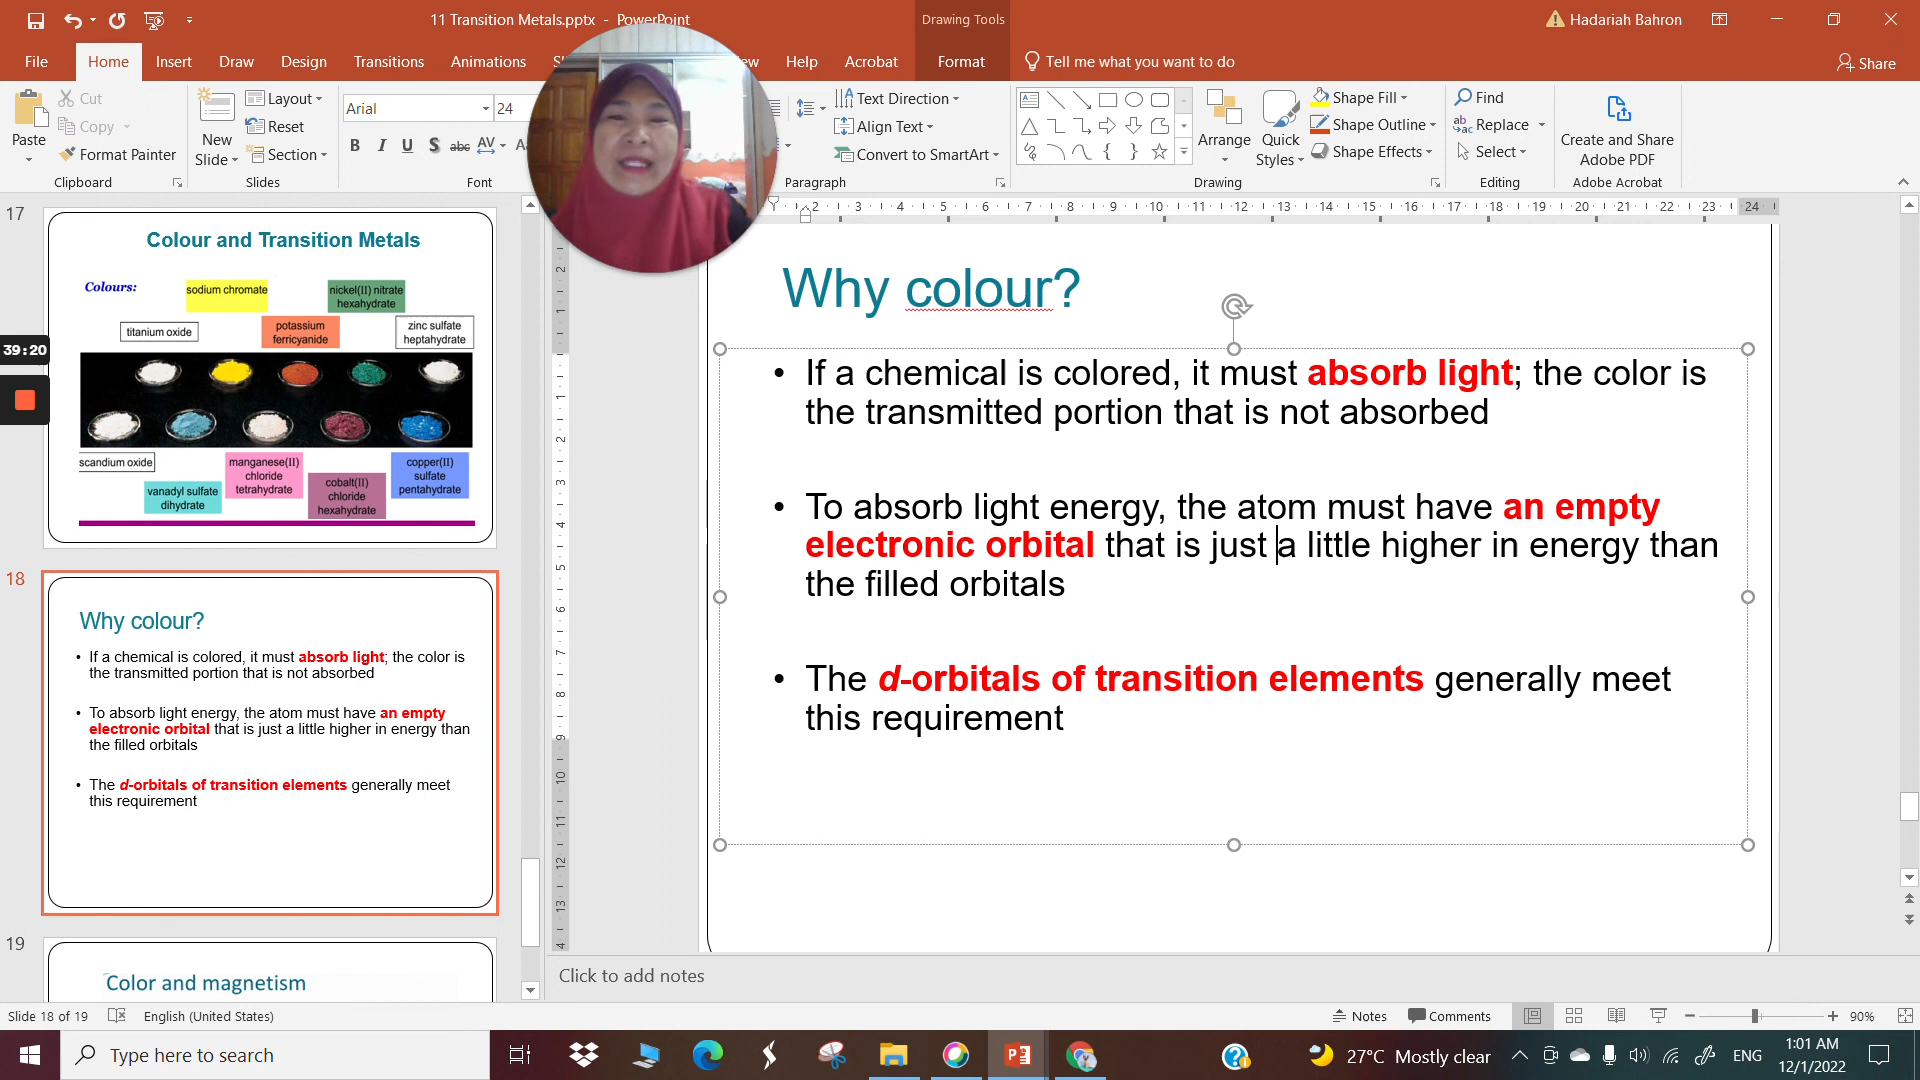 11 Transition Metals.pptx - PowerPoint
Drawing Tools
Hadariah Bahron
File
Home
Insert
Draw
Design
Transitions
Animations
Help
Acrobat
Format
Tell me what you want to do
Share
Paste
Cut
Copy
Format Painter
Clipboard
New
Slide
Layout
Reset
Section
Slides
Arial
24
B I U S abc AV
Font
Text Direction
Align Text
Convert to SmartArt
Paragraph
Arrange
Quick
Styles
Shape Fill
Shape Outline
Shape Effects
Drawing
Find
Replace
Select
Editing
Create and Share
Adobe PDF
Adobe Acrobat
39:20
17
Colour and Transition Metals
Colours:
sodium chromate
nickel(II) nitrate
hexahydrate
titanium oxide
potassium
ferricyanide
zinc sulfate
heptahydrate
scandium oxide
vanadyl sulfate
dihydrate
manganese(II)
chloride
tetrahydrate
cobalt(II)
chloride
hexahydrate
copper(II)
sulfate
pentahydrate
18
Why colour?
• If a chemical is colored, it must absorb light; the color is
the transmitted portion that is not absorbed
• To absorb light energy, the atom must have an empty
electronic orbital that is just a little higher in energy than
the filled orbitals
• The d-orbitals of transition elements generally meet
this requirement
19
Color and magnetism
Why colour?
• If a chemical is colored, it must absorb light; the color is
the transmitted portion that is not absorbed
• To absorb light energy, the atom must have an empty
electronic orbital that is just a little higher in energy than
the filled orbitals
• The d-orbitals of transition elements generally meet
this requirement
Click to add notes
Slide 18 of 19
English (United States)
Notes
Comments
90%
Type here to search
27°C Mostly clear
ENG
1:01 AM
12/1/2022